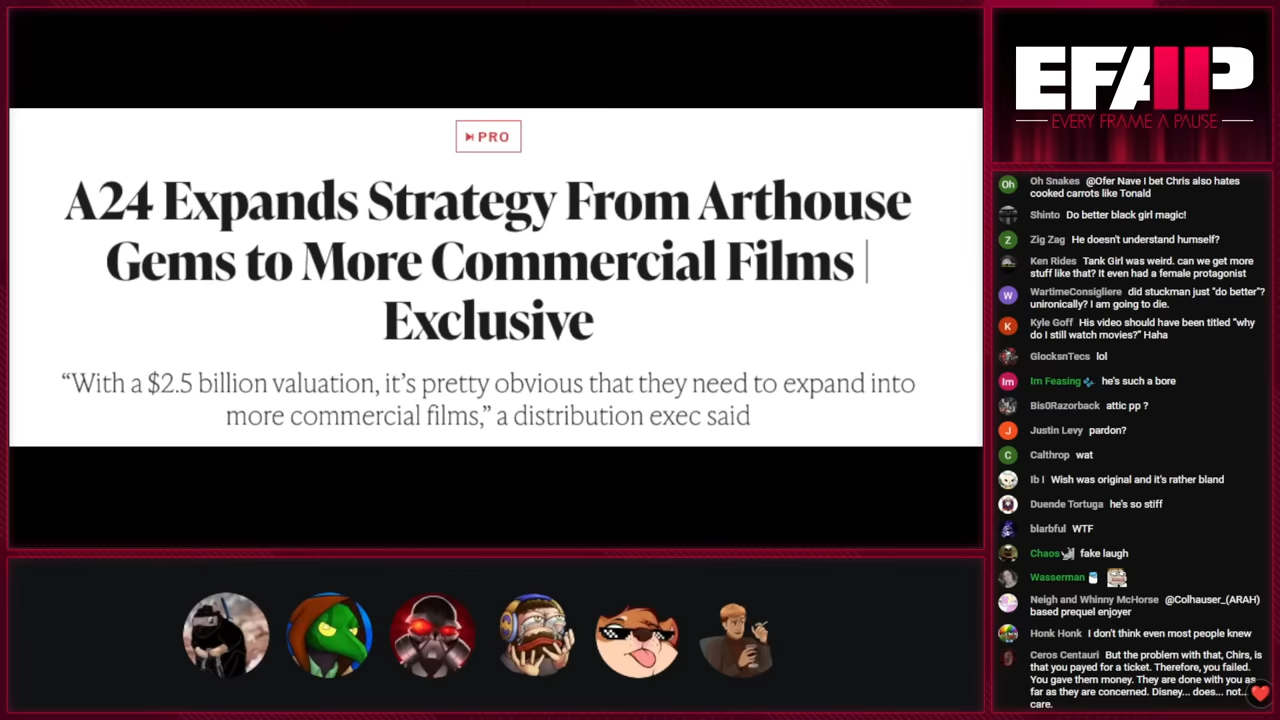 PRO
A24 Expands Strategy From Arthouse
Gems to More Commercial Films |
Exclusive
“With a $2.5 billion valuation, it’s pretty obvious that they need to expand into
more commercial films,” a distribution exec said
EFAP
EVERY FRAME A PAUSE
Oh Oh Snakes @Ofer Nave I bet Chris also hates
cooked carrots like Tonald
Shinto Do better black girl magic!
Z Zig Zag He doesn't understand humself?
Ken Rides Tank Girl was weird. can we get more
stuff like that? It even had a female protagonist
W WartimeConsigliere did stuckman just "do better"?
unironically? I am going to die.
K Kyle Goff His video should have been titled "why
do I still watch movies?" Haha
GlocksnTecs lol
Im Im Feasing he's such a bore
Bis0Razorback attic pp ?
J Justin Levy pardon?
C Calthrop wat
Ib I Wish was original and it's rather bland
Duende Tortuga he's so stiff
blarbful WTF
Chaos fake laugh
Wasserman
Neigh and Whinny McHorse @Colhauser_(ARAH)
based prequel enjoyer
Honk Honk I don't think even most people knew
Ceros Centauri But the problem with that, Chirs, is
that you payed for a ticket. Therefore, you failed.
You gave them money. They are done with you as
far as they are concerned. Disney... does... not...
care.